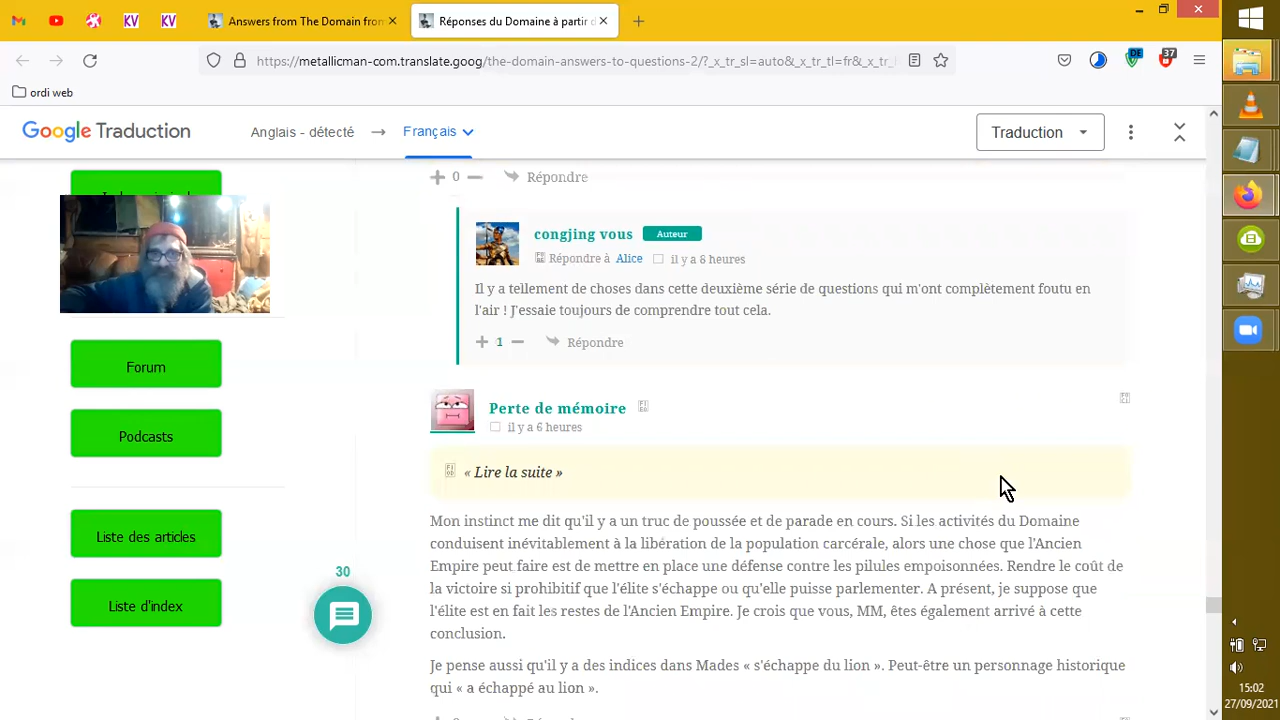 Answers from The Domain from
Réponses du Domaine à partir d
https://metallicman-com.translate.goog/the-domain-answers-to-questions-2/?_x_tr_sl=auto&_x_tr_tl=fr&_x_tr_
DE
37
ordi web
Google Traduction
Anglais - détecté
Français
Traduction
0
Répondre
congjing vous
Auteur
Répondre à Alice
il y a 8 heures
Il y a tellement de choses dans cette deuxième série de questions qui m'ont complètement foutu en
l'air ! J'essaie toujours de comprendre tout cela.
1
Répondre
Forum
Podcasts
Liste des articles
Liste d'index
30
Perte de mémoire
il y a 6 heures
« Lire la suite »
Mon instinct me dit qu'il y a un truc de poussée et de parade en cours. Si les activités du Domaine
conduisent inévitablement à la libération de la population carcérale, alors une chose que l'Ancien
Empire peut faire est de mettre en place une défense contre les pilules empoisonnées. Rendre le coût de
la victoire si prohibitif que l'élite s'échappe ou qu'elle puisse parlementer. A présent, je suppose que
l'élite est en fait les restes de l'Ancien Empire. Je crois que vous, MM, êtes également arrivé à cette
conclusion.
Je pense aussi qu'il y a des indices dans Mades « s'échappe du lion ». Peut-être un personnage historique
qui « a échappé au lion ».
15:02
27/09/2021